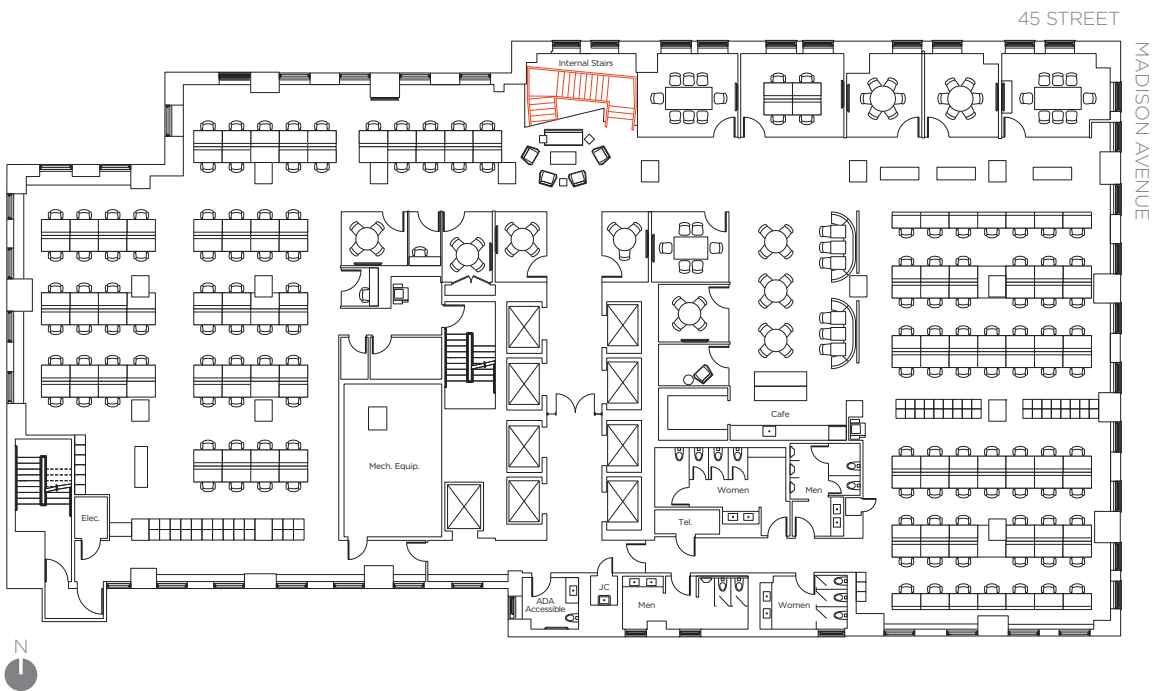 45 STREET
MADISON AVENUE
Internal Stairs
Cafe
Mech. Equip.
Women
Men
Elec.
Tel.
JC
ADA
Accessible
Men
Women
N